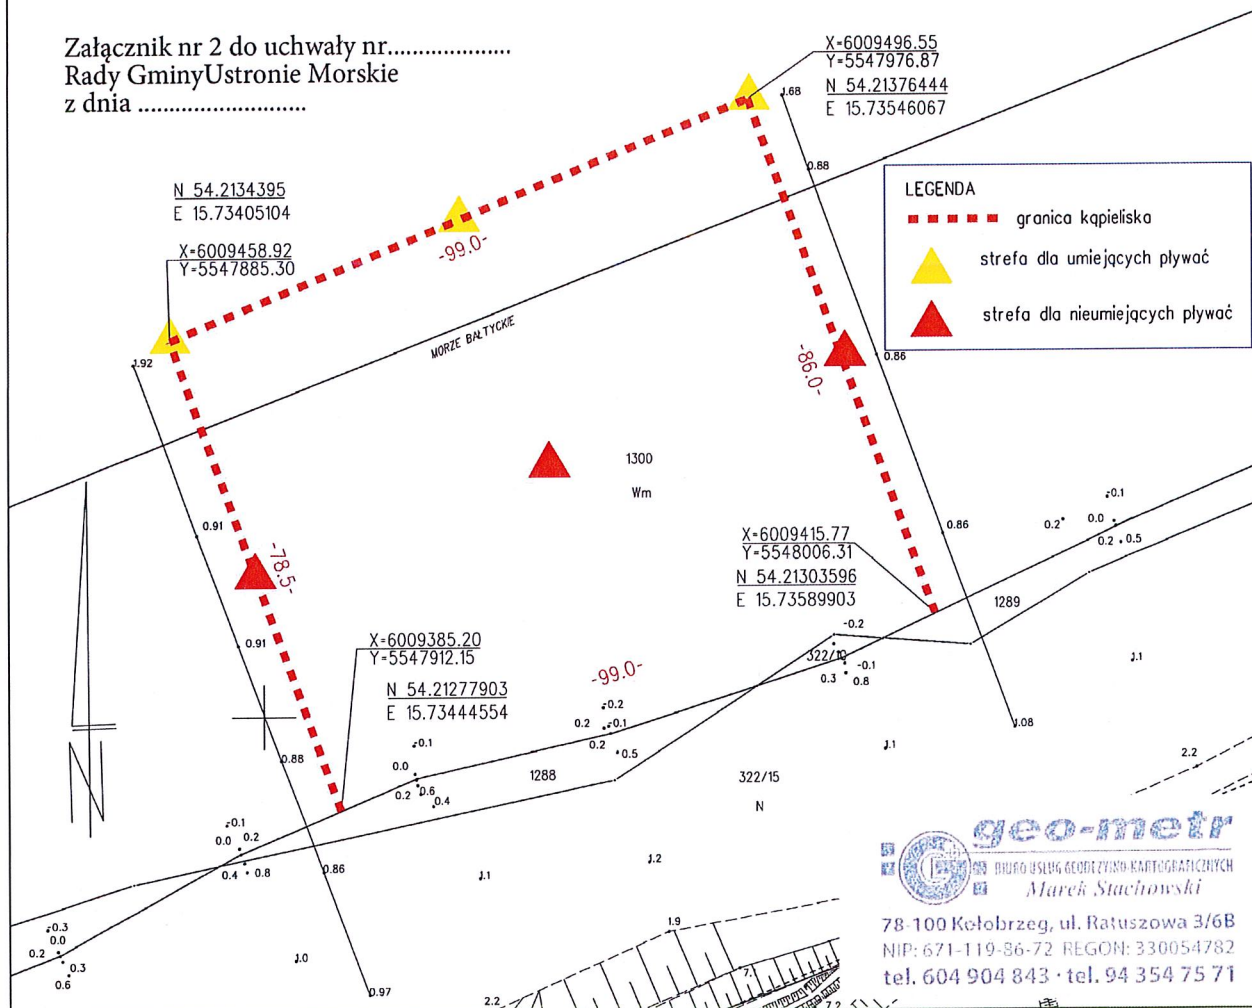 Załącznik nr 2 do uchwały nr....................
Rady GminyUstronie Morskie
z dnia ............................
X=6009496.55
Y=5547976.87
N 54.21376444
E 15.73546067
1.68
0.88
N 54.2134395
E 15.73405104
X=6009458.92
Y=5547885.30
-99.0-
LEGENDA
granica kąpieliska
strefa dla umiejących pływać
strefa dla nieumiejących pływać
MORZE BAŁTYCKIE
1.92
-86.0-
0.86
1300
Wm
0.91
-78.5-
X=6009415.77
Y=5548006.31
N 54.21303596
E 15.73589903
0.86
-0.1
0.2
0.0
0.2
0.5
1289
0.91
X=6009385.20
Y=5547912.15
N 54.21277903
E 15.73444554
-99.0-
-0.2
322/10
-0.1
0.3
0.8
1.1
1.08
-0.2
0.2
-0.1
0.2
0.5
1.1
2.2
0.88
-0.1
0.0
0.2
0.6
0.4
1288
322/15
N
-0.1
0.0
0.2
0.4
0.8
0.86
1.1
1.2
geo-metr
BIURO USŁUG GEODEZYJNO-KARTOGRAFICZNYCH
Marek Stachowski
78-100 Kołobrzeg, ul. Ratuszowa 3/6B
NIP: 671-119-86-72 REGON: 330054782
tel. 604 904 843 · tel. 94 354 75 71
-0.3
0.0
0.2
0.3
0.6
1.0
0.97
1.9
2.2
7.
7.2
N